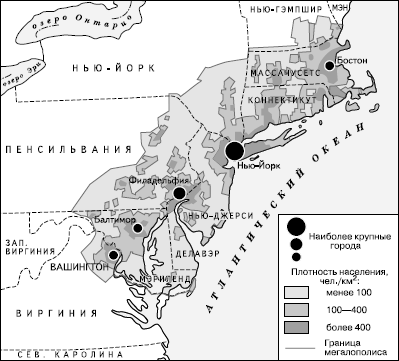 НЬЮ-ГЭМПШИР
МЭН
озеро Онтарио
озеро Эри
Бостон
НЬЮ-ЙОРК
МАССАЧУСЕТС
КОННЕКТИКУТ
ПЕНСИЛЬВАНИЯ
Нью-Йорк
Филадельфия
АТЛАНТИЧЕСКИЙ ОКЕАН
НЬЮ-ДЖЕРСИ
Балтимор
ЗАП.
ВИРГИНИЯ
ДЕЛАВЭР
ВАШИНГТОН
МЭРИЛЕНД
ВИРГИНИЯ
СЕВ. КАРОЛИНА
Наиболее крупные
города
Плотность населения,
чел./км²:
менее 100
100—400
более 400
Граница
мегалополиса